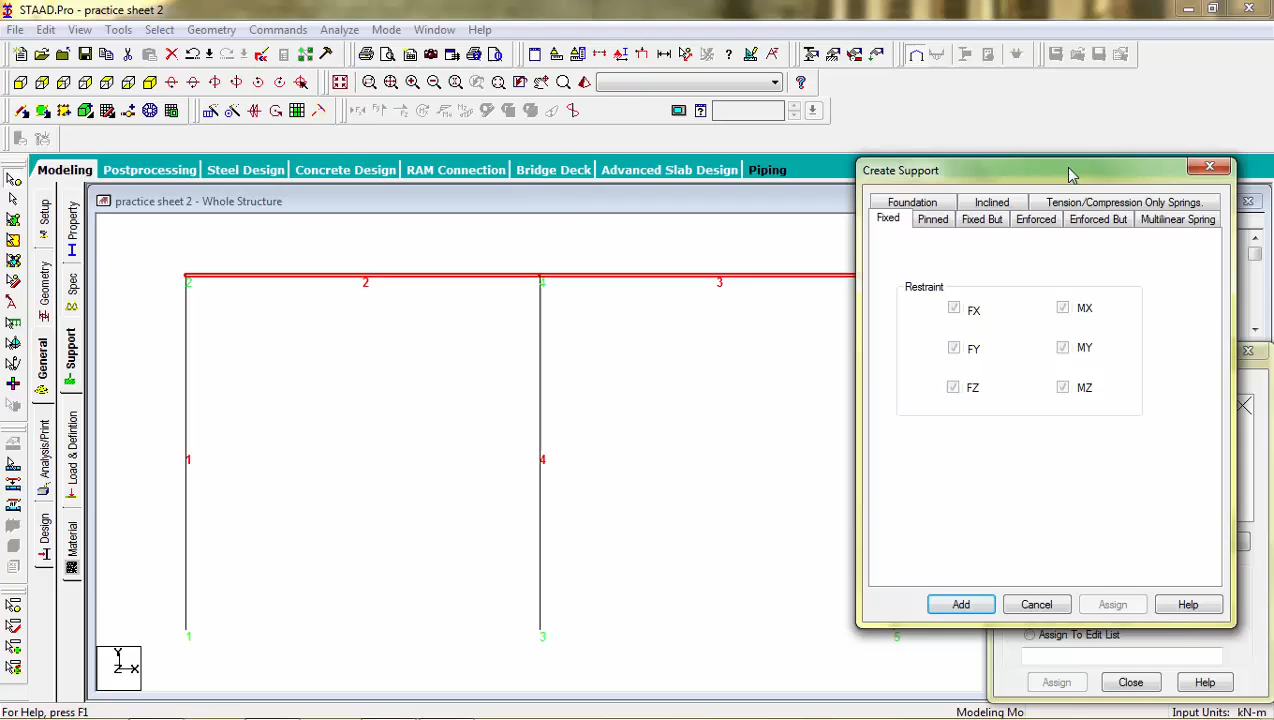 STAAD.Pro - practice sheet 2
File Edit View Tools Select Geometry Commands Analyze Mode Window Help
Modeling Postprocessing Steel Design Concrete Design RAM Connection Bridge Deck Advanced Slab Design Piping
practice sheet 2 - Whole Structure
Setup
Geometry
General
Analysis/Print
Design
Property
Spec
Support
Load & Definition
Material
2 2 4 3
1 4
1 3 5
Y
Z X
Create Support
Foundation Inclined Tension/Compression Only Springs.
Fixed Pinned Fixed But Enforced Enforced But Multilinear Spring
Restraint
FX MX
FY MY
FZ MZ
Add Cancel Assign Help
Assign To Edit List
Assign Close Help
For Help, press F1 Modeling Mo Input Units: kN-m